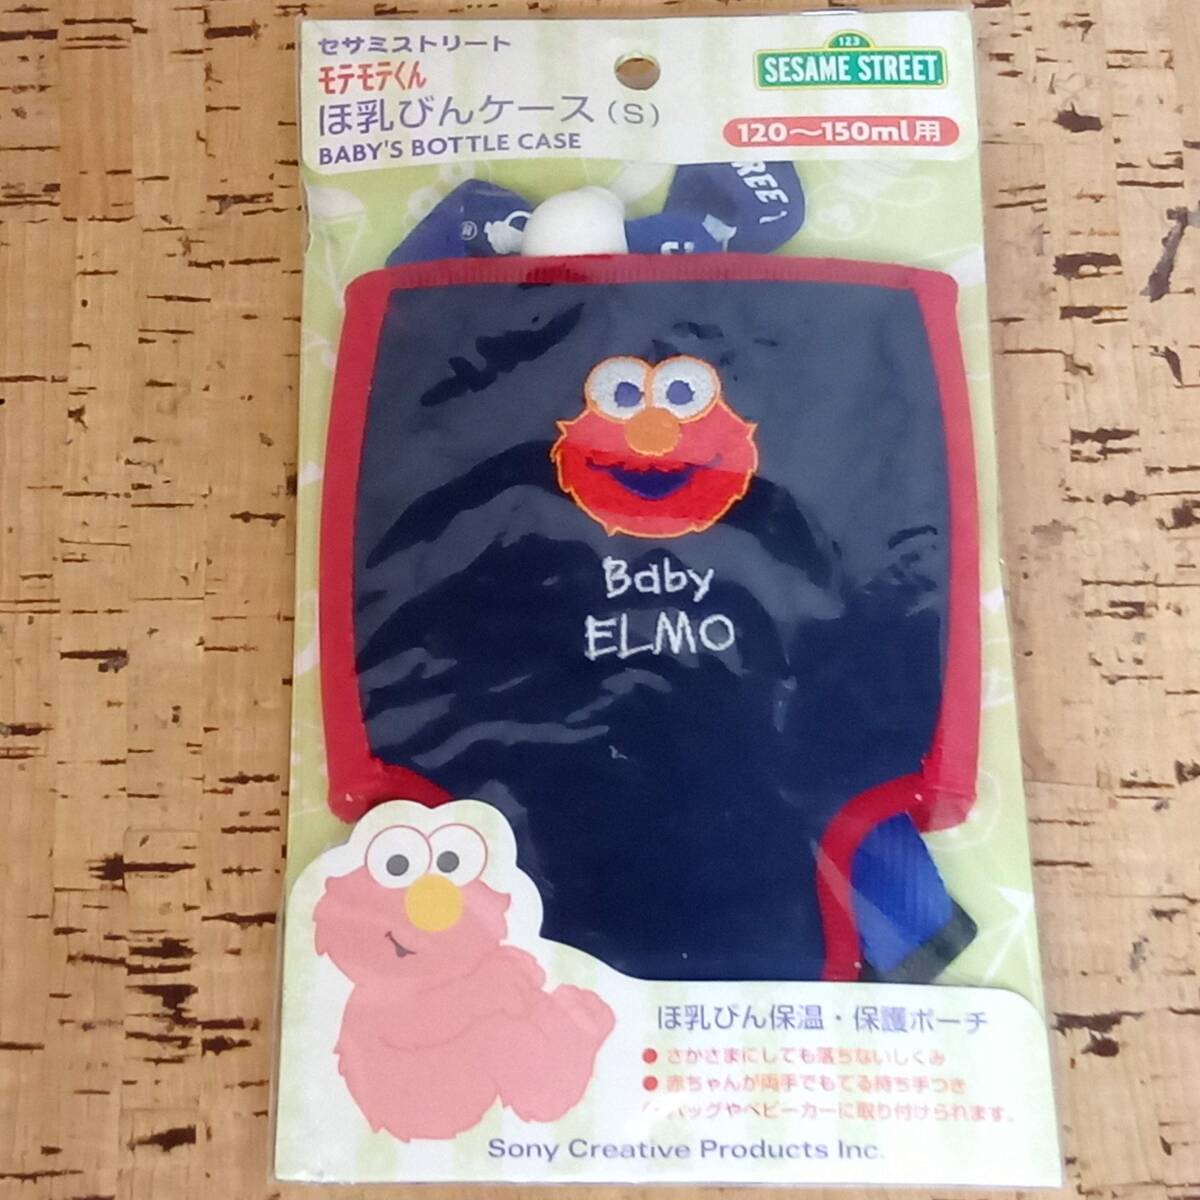 セサミストリート
モテモテくん
ほ乳びんケース(S)
BABY'S BOTTLE CASE
123
SESAME STREET
120〜150ml用
REE
Baby
ELMO
ほ乳びん保温・保護ポーチ
● さかさまにしても落ちないしくみ
● 赤ちゃんが両手でもてる持ち手つき
バッグやベビーカーに取り付けられます。
Sony Creative Products Inc.